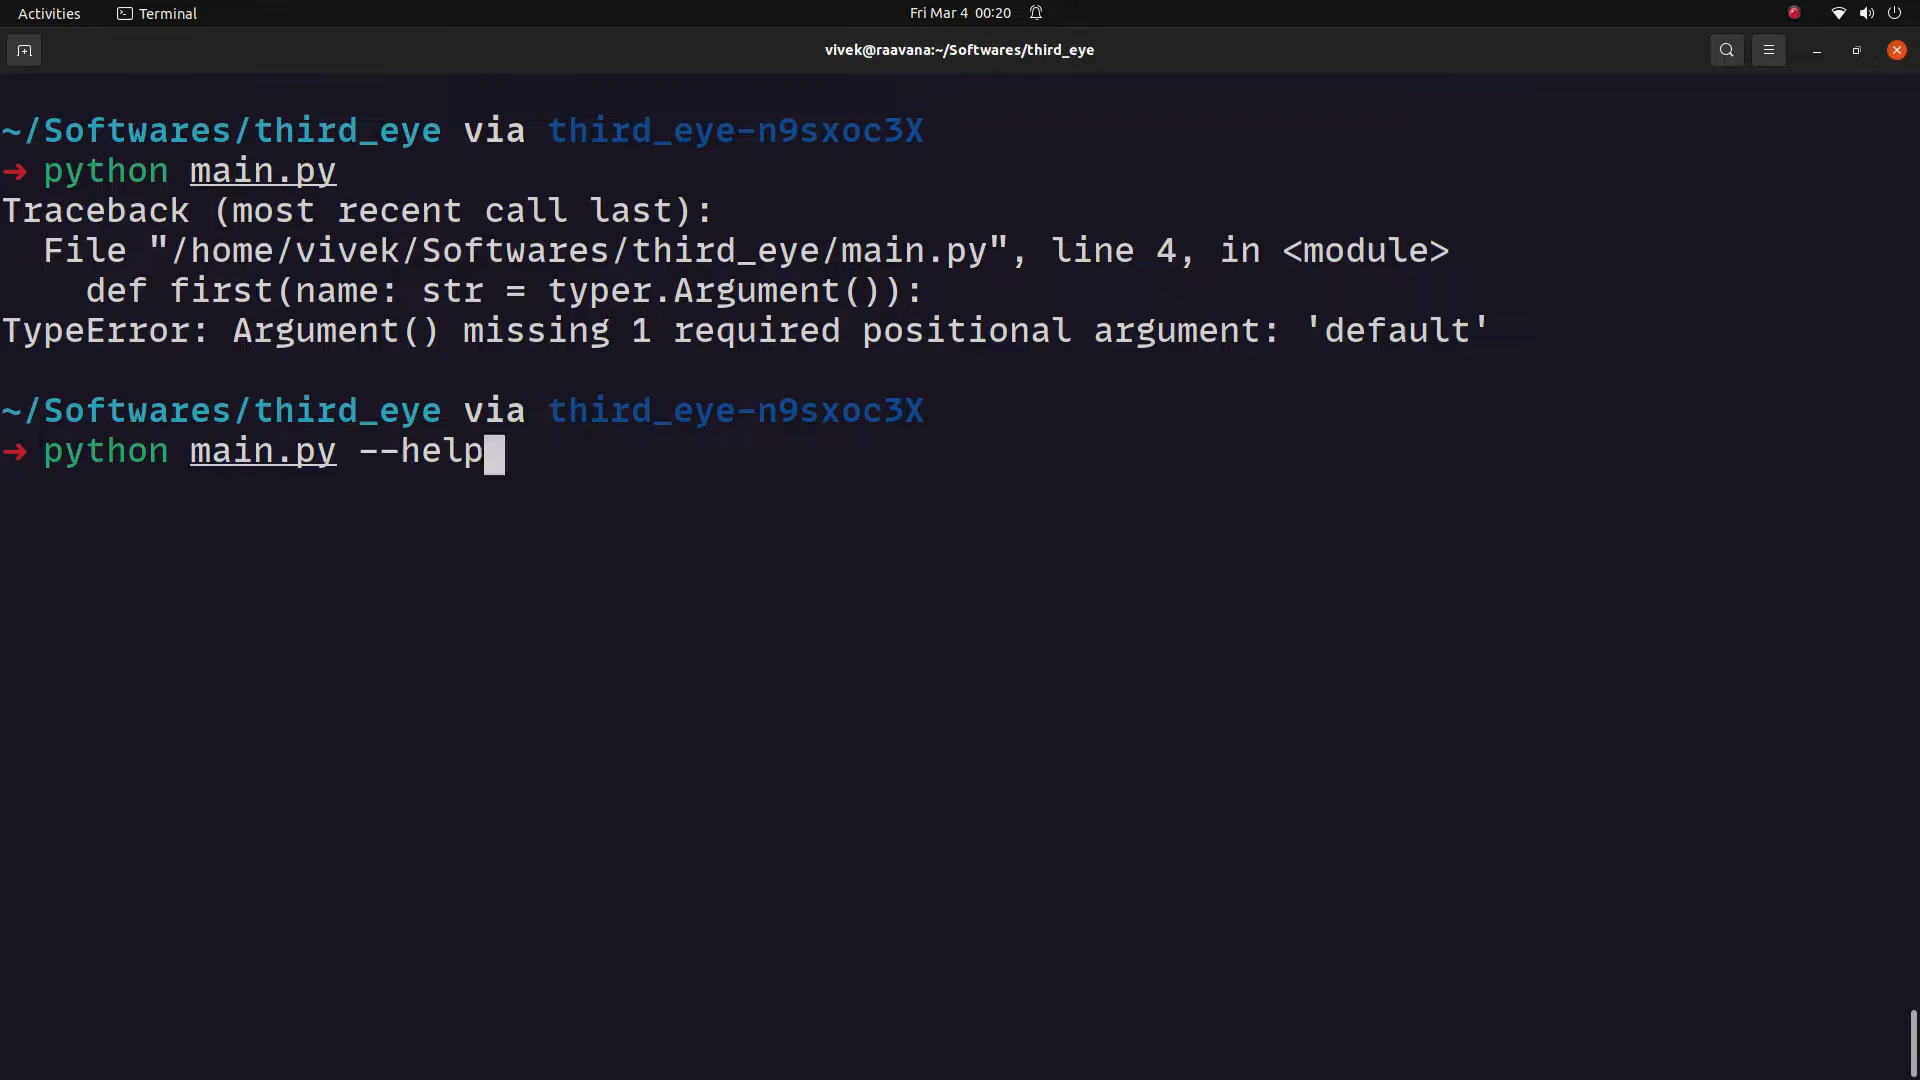 Activities
Terminal
Fri Mar 4 00:20
vivek@raavana:~/Softwares/third_eye
~/Softwares/third_eye via third_eye-n9sxoc3X
➜ python main.py
Traceback (most recent call last):
  File "/home/vivek/Softwares/third_eye/main.py", line 4, in <module>
    def first(name: str = typer.Argument()):
TypeError: Argument() missing 1 required positional argument: 'default'
~/Softwares/third_eye via third_eye-n9sxoc3X
➜ python main.py --help